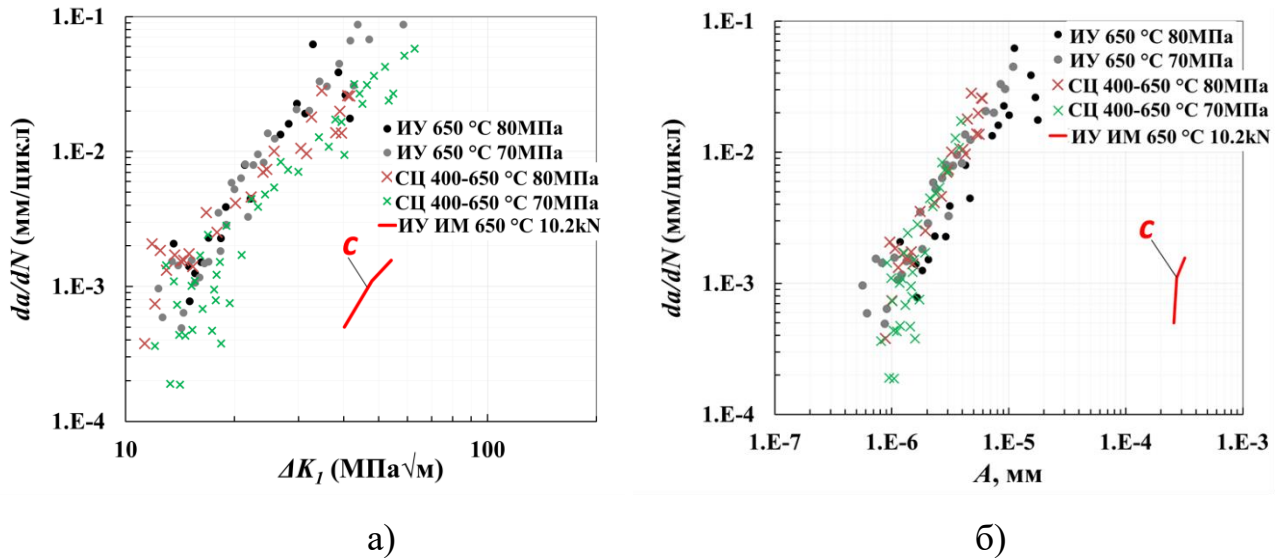 1.E-1
1.E-2
1.E-3
1.E-4
da/dN (мм/цикл)
10
100
ΔK₁ (МПа√м)
ИУ 650 °C 80МПа
ИУ 650 °C 70МПа
СЦ 400-650 °C 80МПа
СЦ 400-650 °C 70МПа
ИУ ИМ 650 °C 10.2kN
c
а)
1.E-1
1.E-2
1.E-3
1.E-4
da/dN (мм/цикл)
1.E-7
1.E-6
1.E-5
1.E-4
1.E-3
A, мм
ИУ 650 °C 80МПа
ИУ 650 °C 70МПа
СЦ 400-650 °C 80МПа
СЦ 400-650 °C 70МПа
ИУ ИМ 650 °C 10.2kN
c
б)